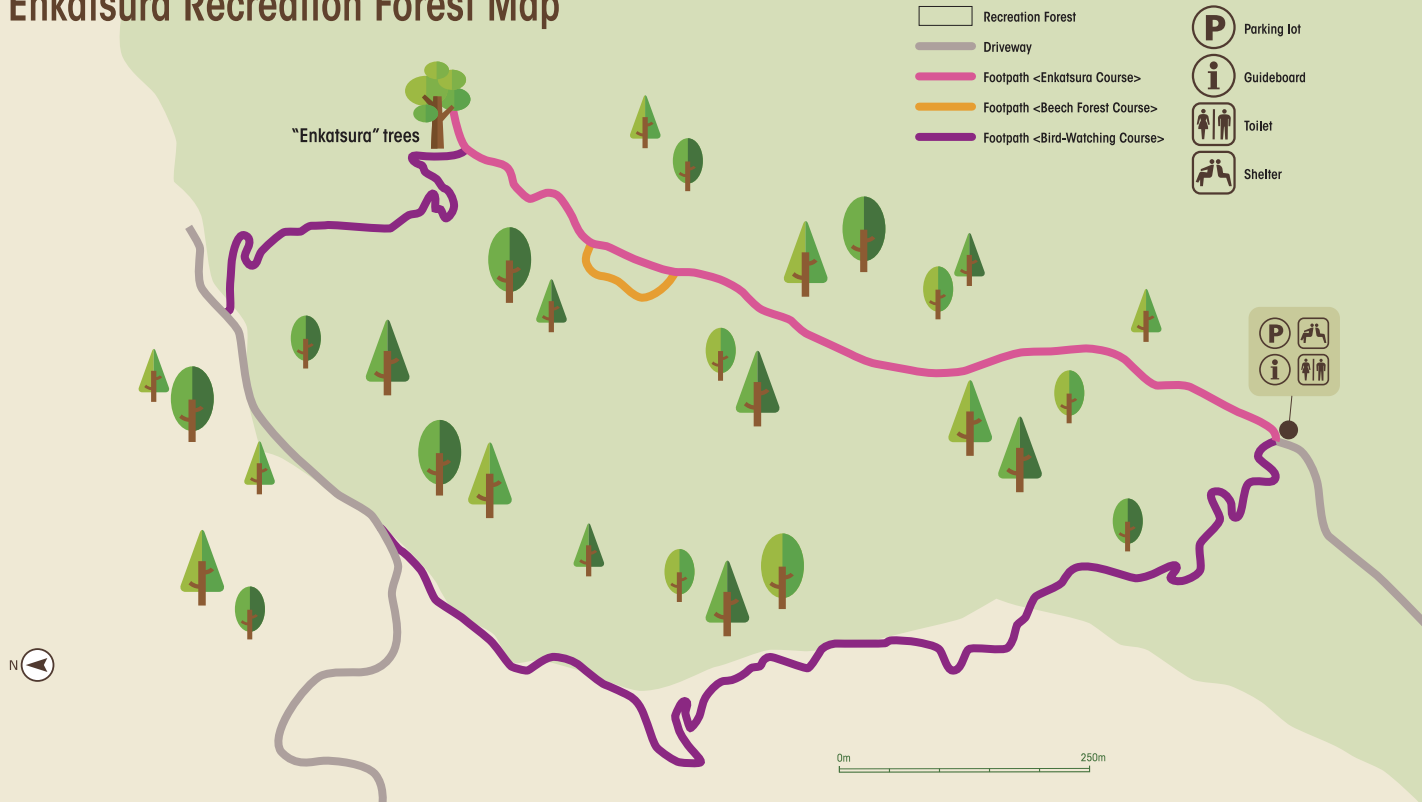 Enkatsura Recreation Forest Map
Recreation Forest
Driveway
Footpath <Enkatsura Course>
Footpath <Beech Forest Course>
Footpath <Bird-Watching Course>
P Parking lot
i Guideboard
Toilet
Shelter
“Enkatsura” trees
P
i
N
0m 250m